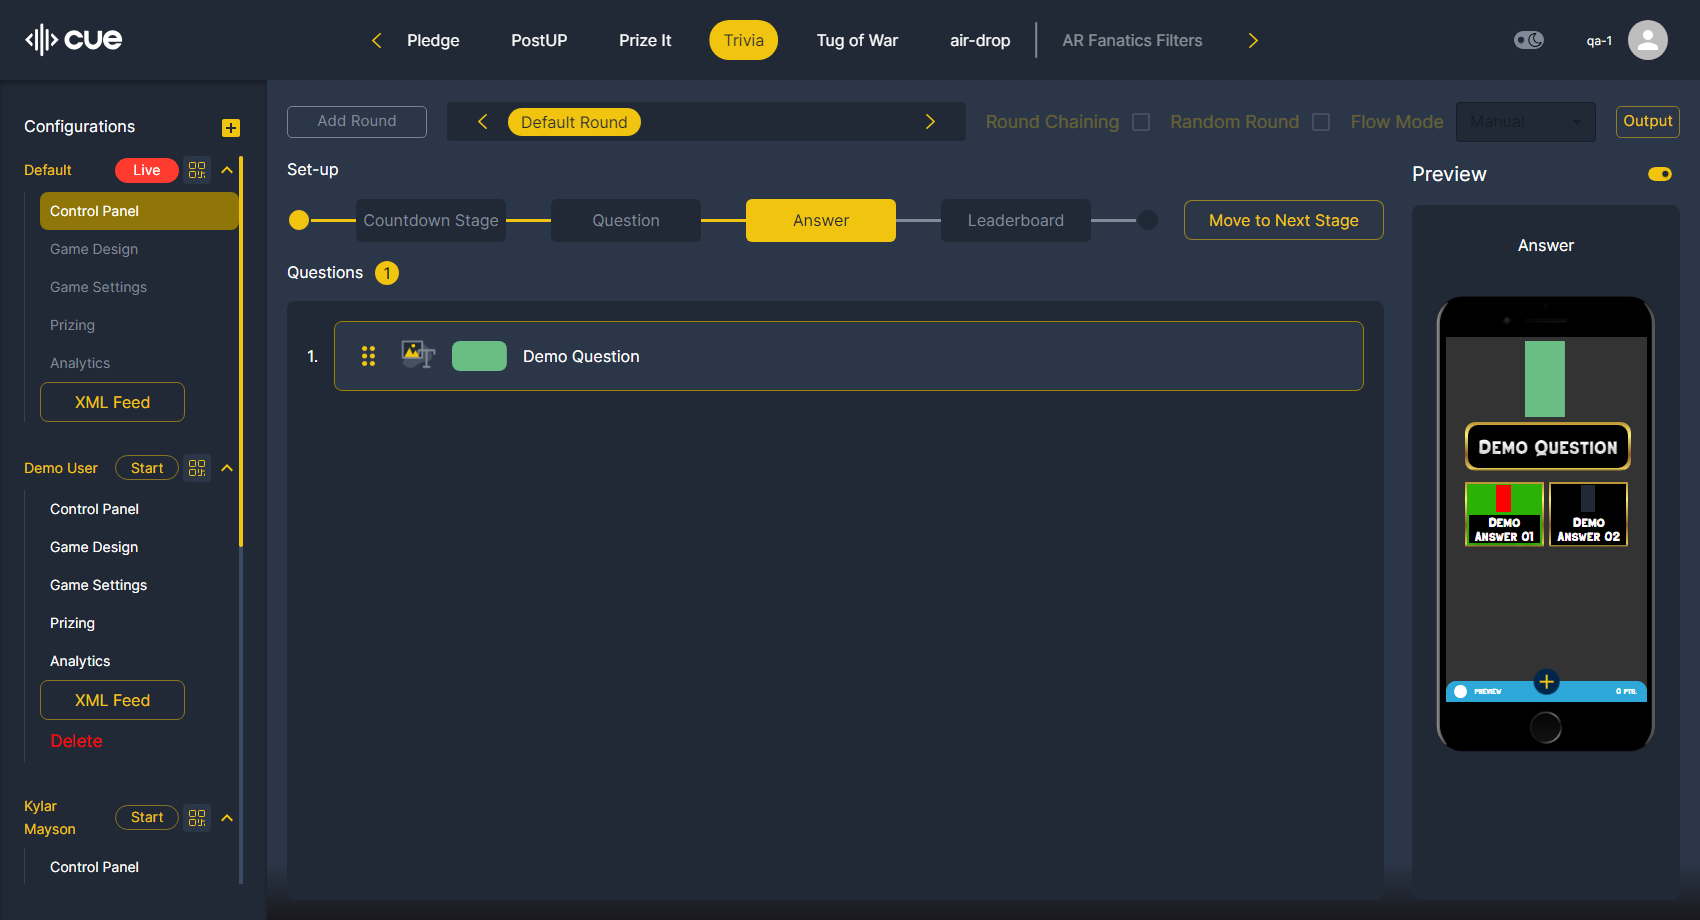 cue
Pledge
PostUP
Prize It
Trivia
Tug of War
air-drop
AR Fanatics Filters
qa-1
Configurations
Default
Live
Control Panel
Game Design
Game Settings
Prizing
Analytics
XML Feed
Demo User
Start
Control Panel
Game Design
Game Settings
Prizing
Analytics
XML Feed
Delete
Kylar
Mayson
Start
Control Panel
Add Round
Default Round
Round Chaining
Random Round
Flow Mode
Manual
Output
Set-up
Countdown Stage
Question
Answer
Leaderboard
Move to Next Stage
Questions 1
1.
Demo Question
Preview
Answer
Demo Question
Demo
Answer 01
Demo
Answer 02
PREVIEW
0 PTS.